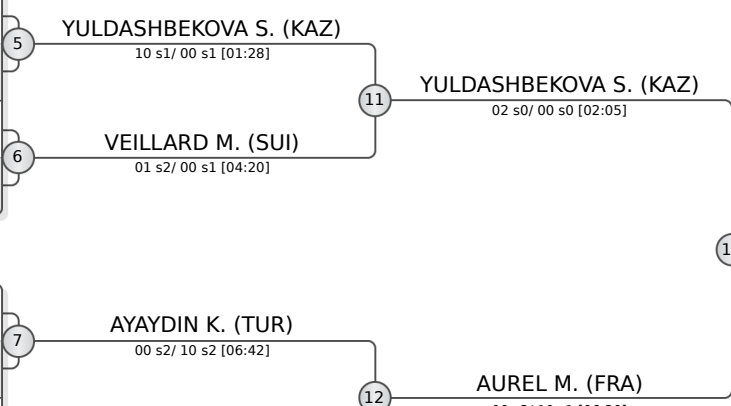 YULDASHBEKOVA S. (KAZ)
5
10 s1/ 00 s1 [01:28]
YULDASHBEKOVA S. (KAZ)
11
02 s0/ 00 s0 [02:05]
VEILLARD M. (SUI)
6
01 s2/ 00 s1 [04:20]
AYAYDIN K. (TUR)
7
00 s2/ 10 s2 [06:42]
AUREL M. (FRA)
12